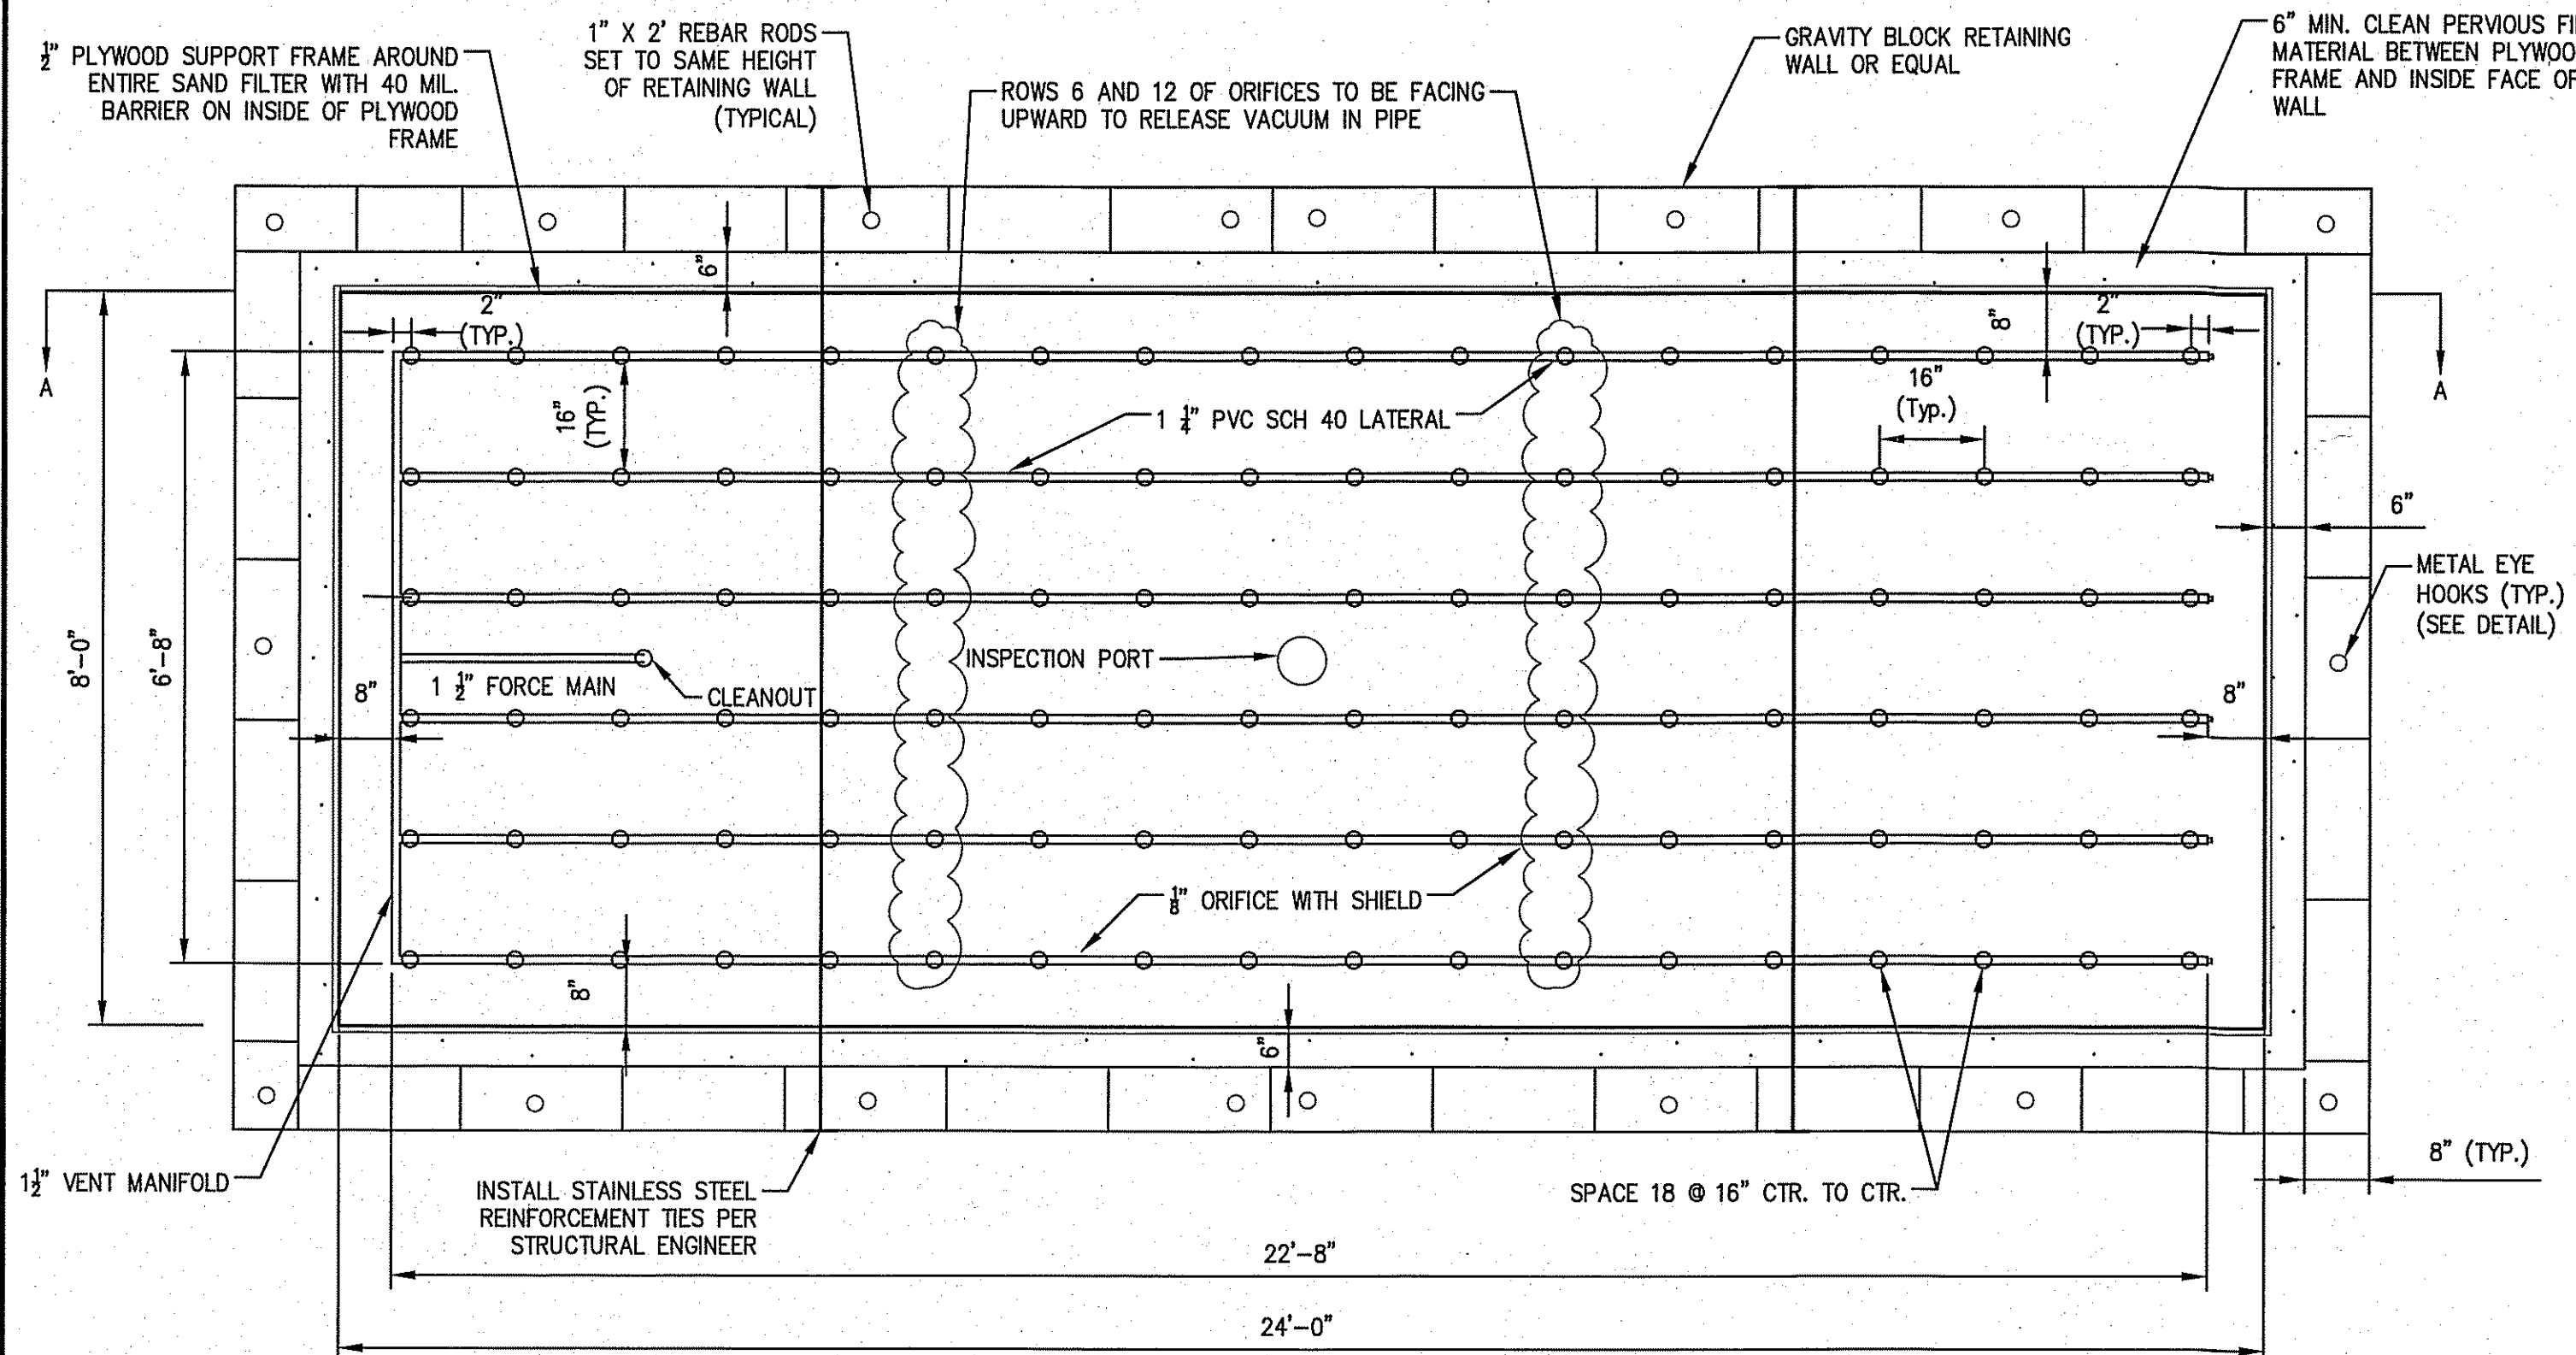 ½" PLYWOOD SUPPORT FRAME AROUND
ENTIRE SAND FILTER WITH 40 MIL.
BARRIER ON INSIDE OF PLYWOOD
FRAME
1" X 2' REBAR RODS
SET TO SAME HEIGHT
OF RETAINING WALL
(TYPICAL)
ROWS 6 AND 12 OF ORIFICES TO BE FACING
UPWARD TO RELEASE VACUUM IN PIPE
GRAVITY BLOCK RETAINING
WALL OR EQUAL
6" MIN. CLEAN PERVIOUS
MATERIAL BETWEEN
FRAME AND INSIDE FACE OF
WALL
6"
2"
(TYP.)
8"
2"
(TYP.)
A
A
16"
(TYP.)
1 ¼" PVC SCH 40 LATERAL
16"
(Typ.)
6"
METAL EYE
HOOKS (TYP.)
(SEE DETAIL)
8'-0"
6'-8"
INSPECTION PORT
8"
1 ½" FORCE MAIN
CLEANOUT
8"
⅛" ORIFICE WITH SHIELD
8"
6"
1½" VENT MANIFOLD
INSTALL STAINLESS STEEL
REINFORCEMENT TIES PER
STRUCTURAL ENGINEER
SPACE 18 @ 16" CTR. TO CTR.
8" (TYP.)
22'-8"
24'-0"